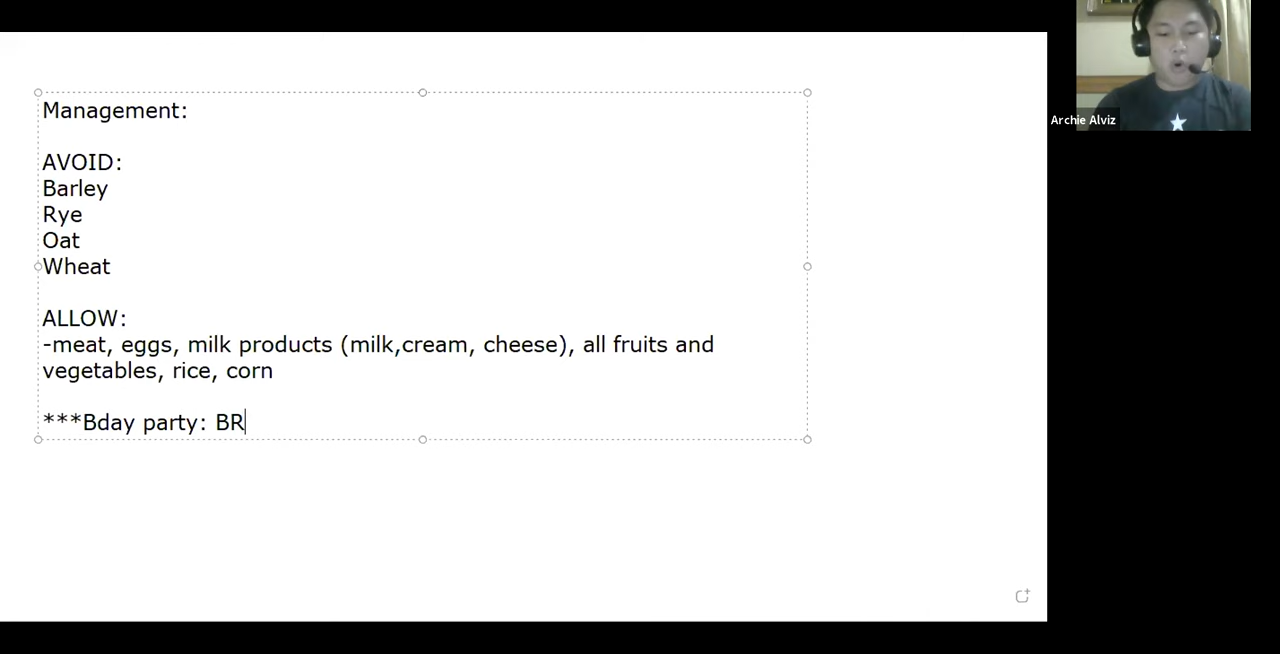 Management:
AVOID:
Barley
Rye
Oat
Wheat
ALLOW:
-meat, eggs, milk products (milk,cream, cheese), all fruits and
vegetables, rice, corn
***Bday party: BR
Archie Alviz